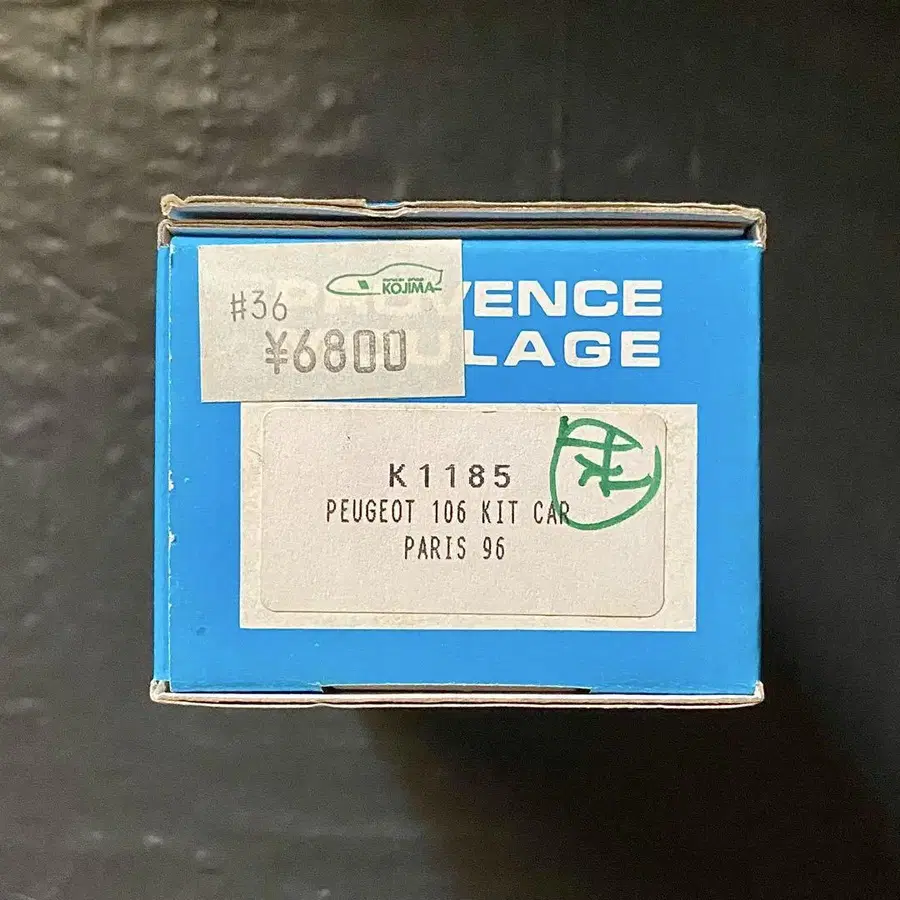 KOJIMA
#36
¥6800
VENCE
LAGE
K1185
PEUGEOT 106 KIT CAR
PARIS 96